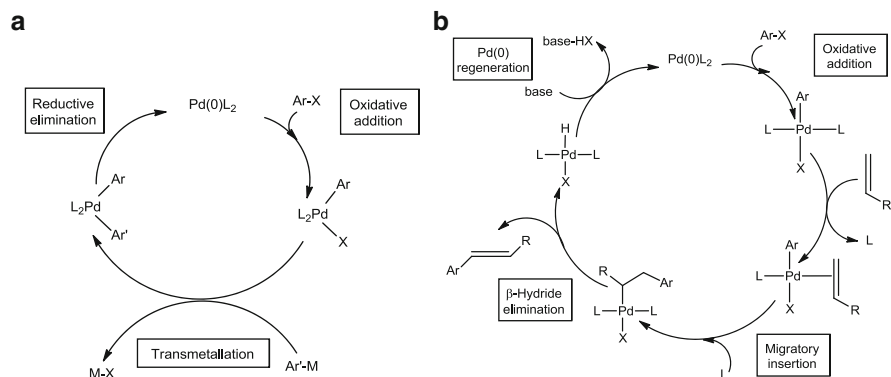 a
Reductive
elimination
Pd(0)L2
Ar-X
Oxidative
addition
Ar
L2Pd
Ar'
Ar
L2Pd
X
Transmetallation
M-X
Ar'-M
b
Pd(0)
regeneration
base-HX
base
Pd(0)L2
Ar-X
Oxidative
addition
Ar
L-Pd-L
X
H
L-Pd-L
X
R
L
Ar
L-Pd
X
R
R
Ar
β-Hydride
elimination
R
Ar
L-Pd-L
X
Migratory
insertion
L